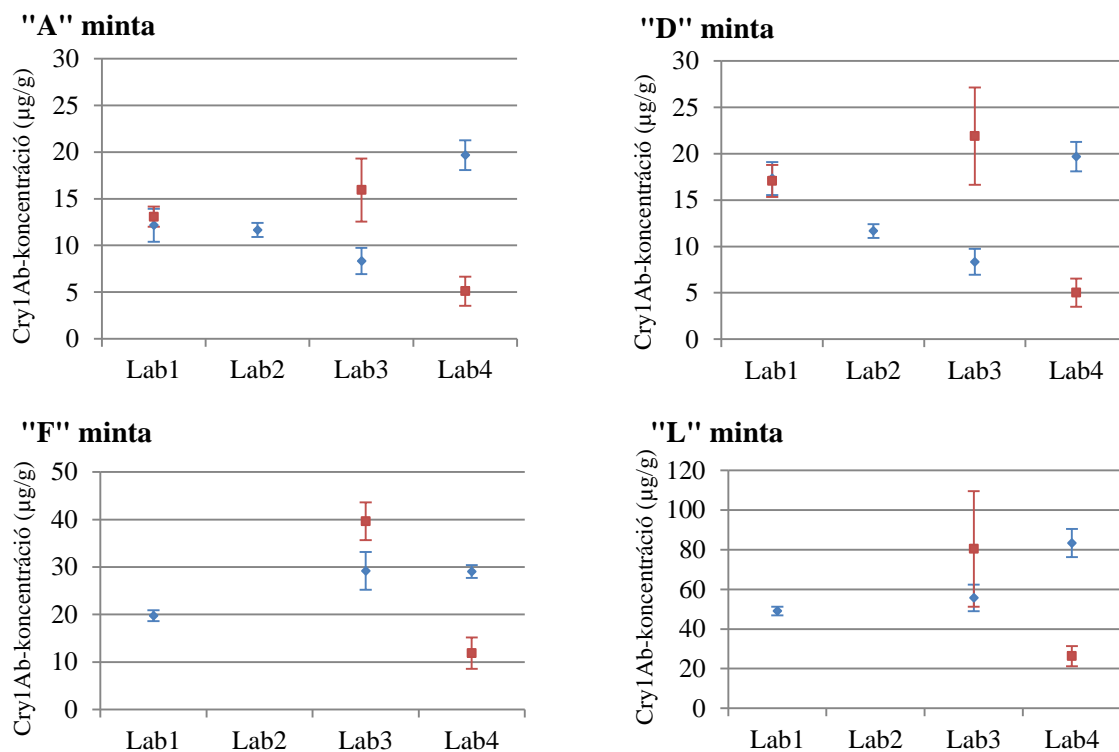 "A" minta
Cry1Ab-koncentráció (µg/g)
30
25
20
15
10
5
0
Lab1 Lab2 Lab3 Lab4
"D" minta
Cry1Ab-koncentráció (µg/g)
30
25
20
15
10
5
0
Lab1 Lab2 Lab3 Lab4
"F" minta
Cry1Ab-koncentráció (µg/g)
50
40
30
20
10
0
Lab1 Lab2 Lab3 Lab4
"L" minta
Cry1Ab-koncentráció (µg/g)
120
100
80
60
40
20
0
Lab1 Lab2 Lab3 Lab4